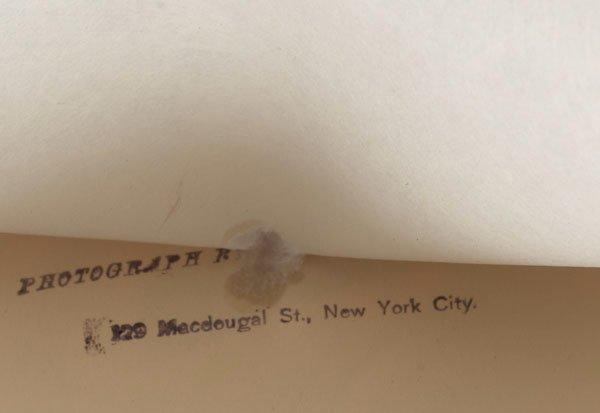 PHOTOGRAPH
129 Macdougal St., New York City.